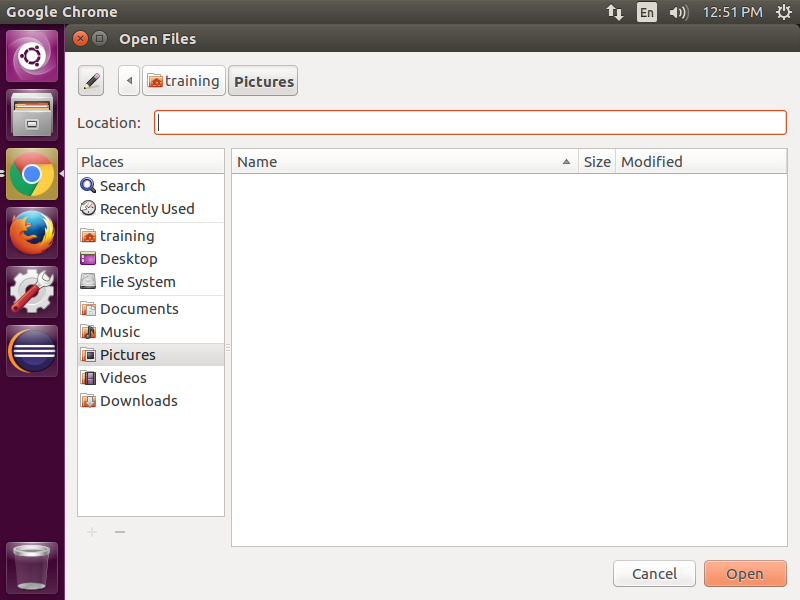 Google Chrome
En
12:51 PM
Open Files
training
Pictures
Location:
Places
Name
Size
Modified
Search
Recently Used
training
Desktop
File System
Documents
Music
Pictures
Videos
Downloads
Cancel
Open